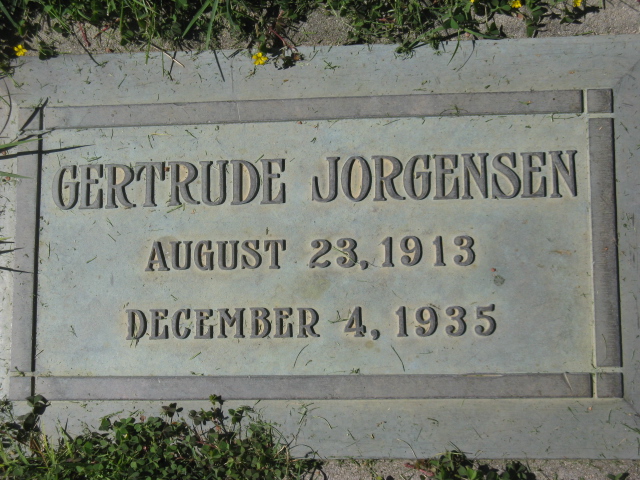 GERTRUDE JORGENSEN
AUGUST 23, 1913
DECEMBER 4, 1935